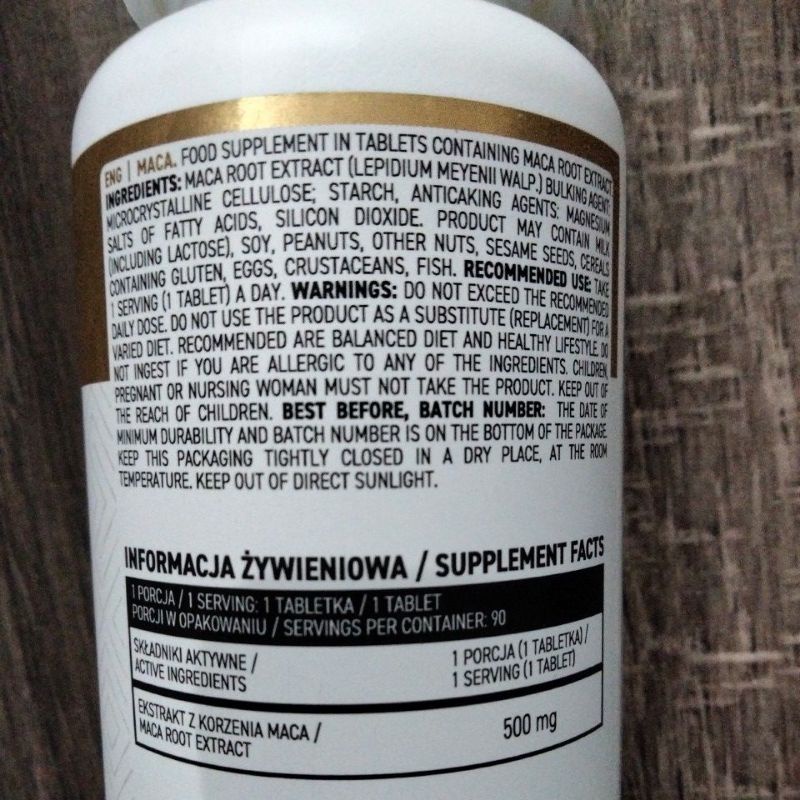 ENG | MACA. FOOD SUPPLEMENT IN TABLETS CONTAINING MACA ROOT EXTRACT
INGREDIENTS: MACA ROOT EXTRACT (LEPIDIUM MEYENII WALP.) BULKING AGENT:
MICROCRYSTALLINE CELLULOSE; STARCH, ANTICAKING AGENTS: MAGNESIUM
SALTS OF FATTY ACIDS, SILICON DIOXIDE. PRODUCT MAY CONTAIN MILK
(INCLUDING LACTOSE), SOY, PEANUTS, OTHER NUTS, SESAME SEEDS, CEREALS
CONTAINING GLUTEN, EGGS, CRUSTACEANS, FISH. RECOMMENDED USE: TAKE
1 SERVING (1 TABLET) A DAY. WARNINGS: DO NOT EXCEED THE RECOMMENDED
DAILY DOSE. DO NOT USE THE PRODUCT AS A SUBSTITUTE (REPLACEMENT) FOR A
VARIED DIET. RECOMMENDED ARE BALANCED DIET AND HEALTHY LIFESTYLE. DO
NOT INGEST IF YOU ARE ALLERGIC TO ANY OF THE INGREDIENTS. CHILDREN,
PREGNANT OR NURSING WOMAN MUST NOT TAKE THE PRODUCT. KEEP OUT OF
THE REACH OF CHILDREN. BEST BEFORE, BATCH NUMBER: THE DATE OF
MINIMUM DURABILITY AND BATCH NUMBER IS ON THE BOTTOM OF THE PACKAGE.
KEEP THIS PACKAGING TIGHTLY CLOSED IN A DRY PLACE, AT THE ROOM
TEMPERATURE. KEEP OUT OF DIRECT SUNLIGHT.
INFORMACJA ŻYWIENIOWA / SUPPLEMENT FACTS
1 PORCJA / 1 SERVING: 1 TABLETKA / 1 TABLET
PORCJI W OPAKOWANIU / SERVINGS PER CONTAINER: 90
SKŁADNIKI AKTYWNE /
ACTIVE INGREDIENTS
1 PORCJA (1 TABLETKA) /
1 SERVING (1 TABLET)
EKSTRAKT Z KORZENIA MACA /
MACA ROOT EXTRACT
500 mg